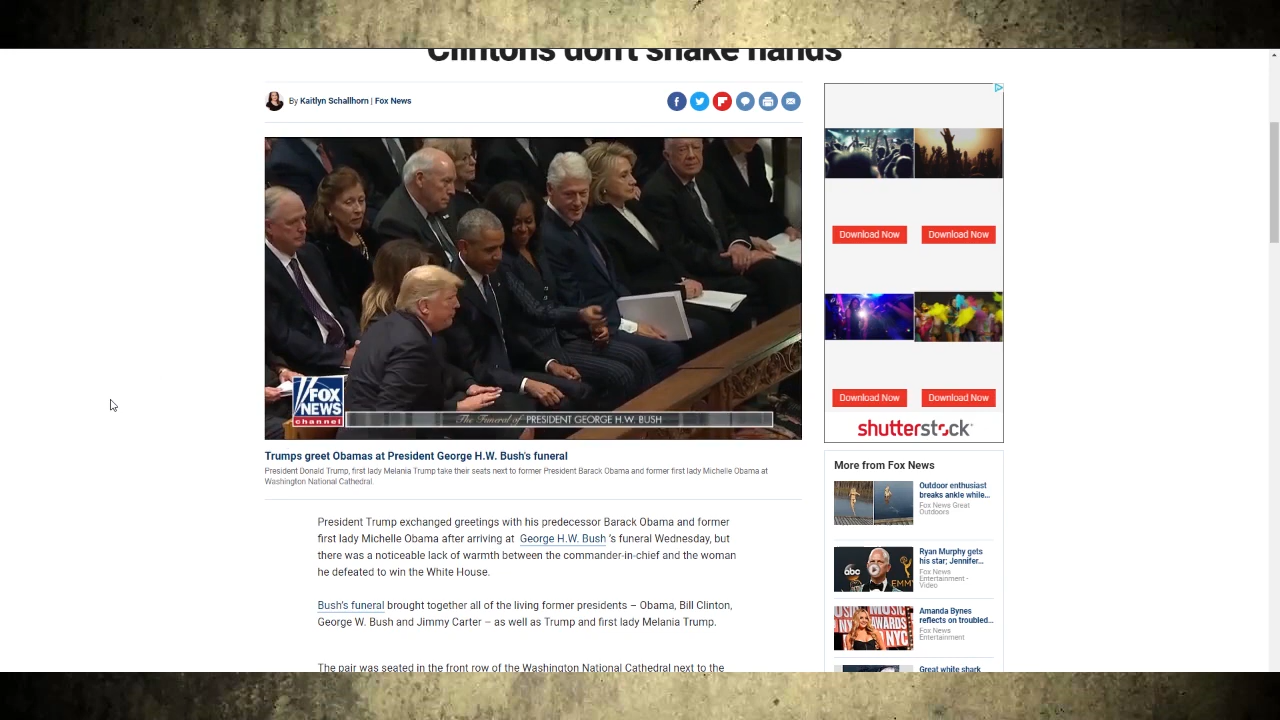 Clintons don't shake hands
By Kaitlyn Schallhorn | Fox News
FOX
NEWS
channel
The Funeral of PRESIDENT GEORGE H.W. BUSH
Trumps greet Obamas at President George H.W. Bush's funeral
President Donald Trump, first lady Melania Trump take their seats next to former President Barack Obama and former first lady Michelle Obama at
Washington National Cathedral.
President Trump exchanged greetings with his predecessor Barack Obama and former
first lady Michelle Obama after arriving at George H.W. Bush 's funeral Wednesday, but
there was a noticeable lack of warmth between the commander-in-chief and the woman
he defeated to win the White House.
Bush's funeral brought together all of the living former presidents – Obama, Bill Clinton,
George W. Bush and Jimmy Carter – as well as Trump and first lady Melania Trump.
The pair was seated in the front row of the Washington National Cathedral next to the
Download Now
Download Now
Download Now
Download Now
shutterstock
More from Fox News
Outdoor enthusiast
breaks ankle while...
Fox News Great
Outdoors
abc
EMM
Ryan Murphy gets
his star; Jennifer...
Fox News
Entertainment -
Video
Amanda Bynes
reflects on troubled...
Fox News
Entertainment
Great white shark